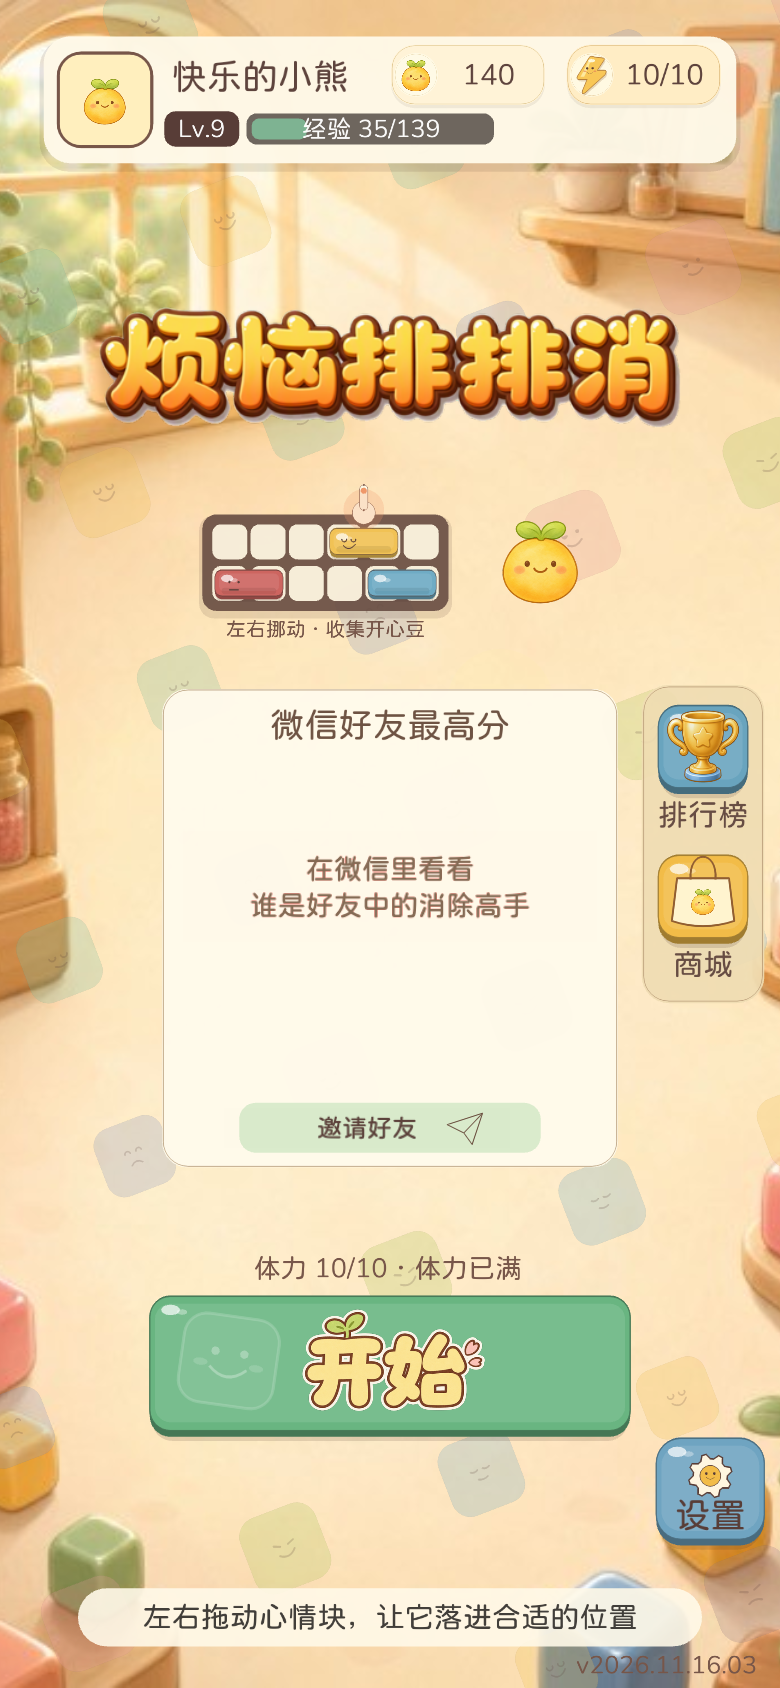 快乐的小熊
140
10/10
Lv.9
经验 35/139
烦恼排排消
左右挪动 · 收集开心豆
微信好友最高分
在微信里看看
谁是好友中的消除高手
邀请好友
排行榜
商城
体力 10/10 · 体力已满
开始
设置
左右拖动心情块，让它落进合适的位置
v2026.11.16.03